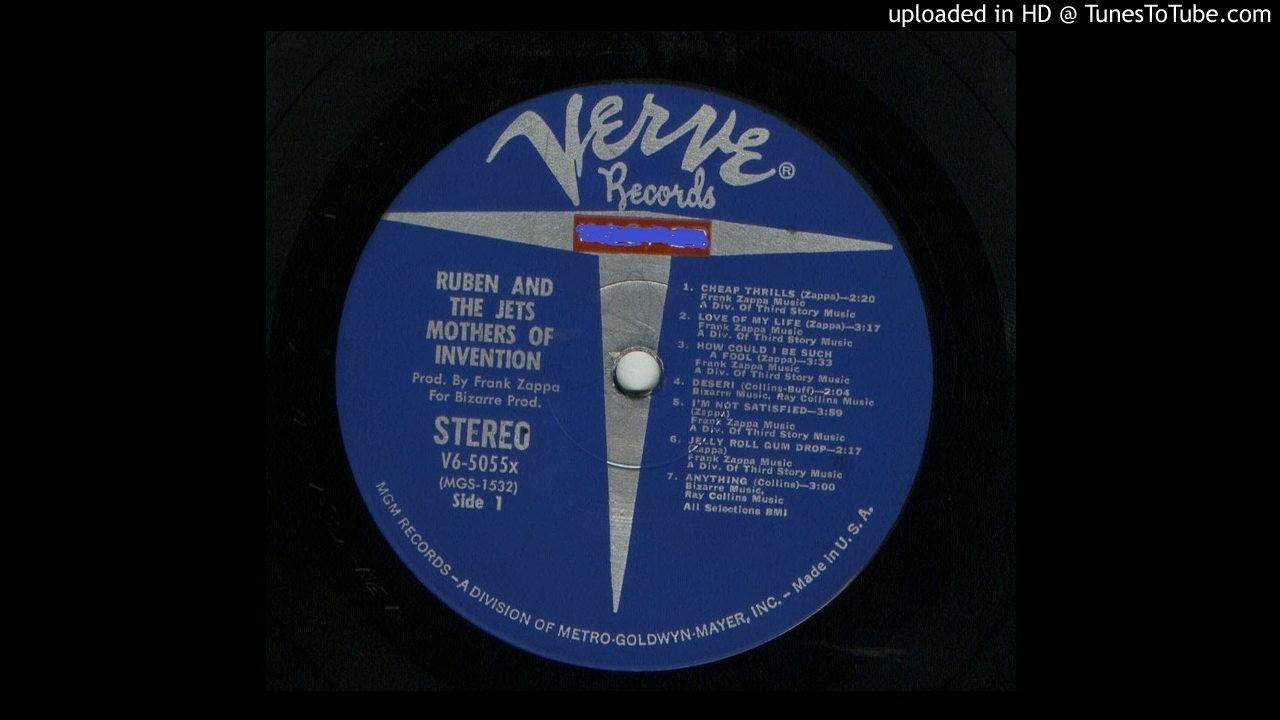 uploaded in HD @ TunesToTube.com
VERVE ®
Records
RUBEN AND
THE JETS
MOTHERS OF
INVENTION
Prod. By Frank Zappa
For Bizarre Prod.
STEREO
V6-5055x
(MGS-1532)
Side 1
1. CHEAP THRILLS (Zappa)—2:20
Frank Zappa Music
A Div. Of Third Story Music
2. LOVE OF MY LIFE (Zappa)—3:17
Frank Zappa Music
A Div. Of Third Story Music
3. HOW COULD I BE SUCH
A FOOL (Zappa)—3:33
Frank Zappa Music
A Div. Of Third Story Music
4. DESERI (Collins-Buff)—2:04
Bizarre Music, Ray Collins Music
5. I'M NOT SATISFIED—3:59
(Zappa)
Frank Zappa Music
A Div. Of Third Story Music
6. JELLY ROLL GUM DROP—2:17
(Zappa)
Frank Zappa Music
A Div. Of Third Story Music
7. ANYTHING (Collins)—3:00
Bizarre Music,
Ray Collins Music
All Selections BMI
MGM RECORDS – A DIVISION OF METRO-GOLDWYN-MAYER, INC. – Made in U. S. A.